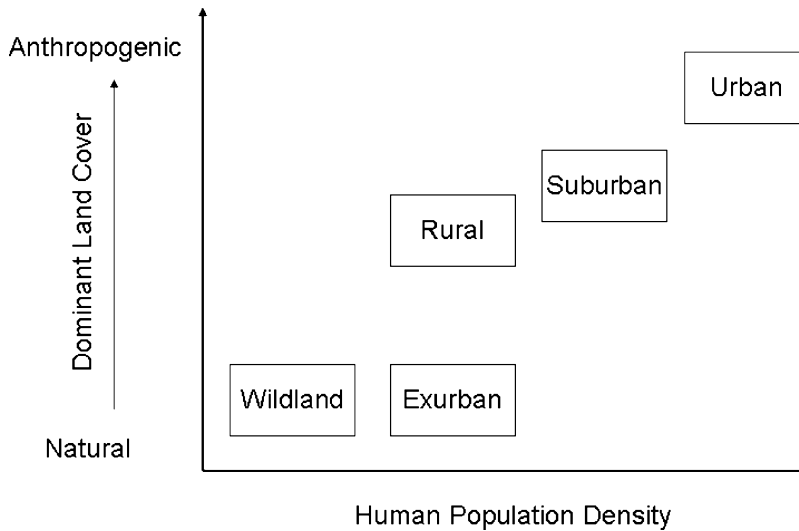 Anthropogenic
Urban
Dominant Land Cover
Suburban
Rural
Wildland
Exurban
Natural
Human Population Density